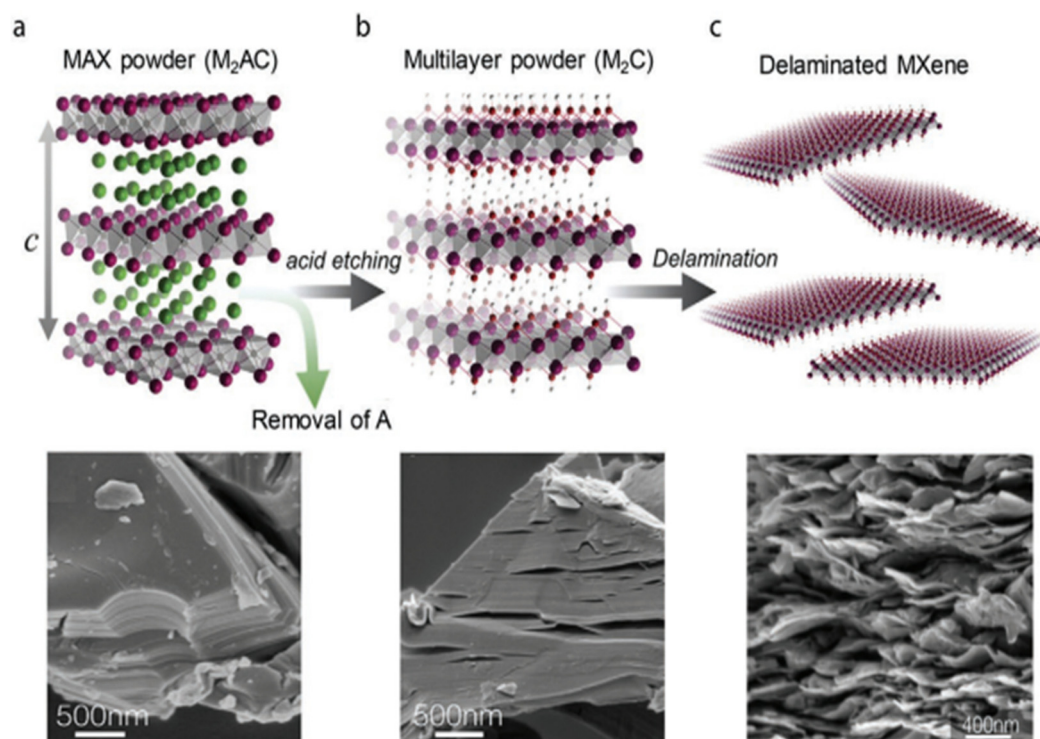 a
MAX powder (M₂AC)
b
Multilayer powder (M₂C)
c
Delaminated MXene
c
acid etching
Delamination
Removal of A
500nm
500nm
400nm